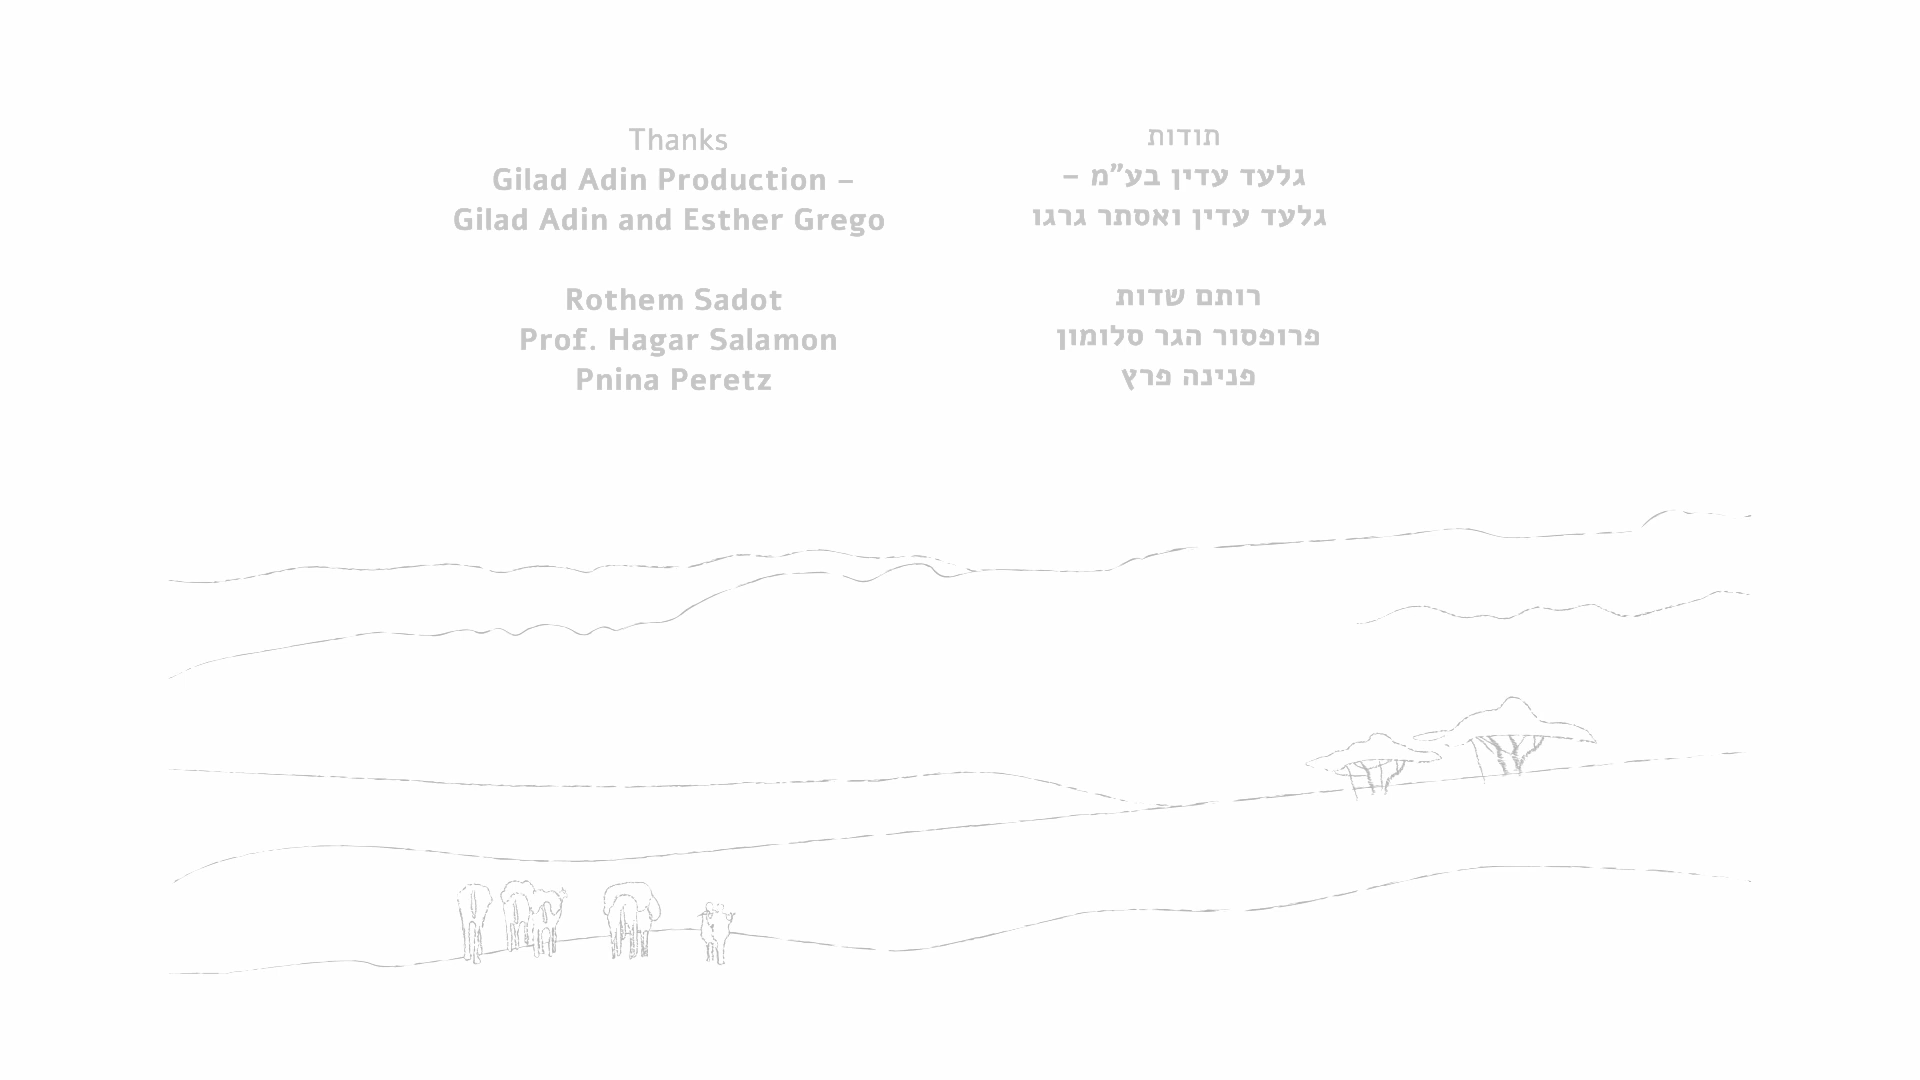 Thanks
Gilad Adin Production –
Gilad Adin and Esther Grego
Rothem Sadot
Prof. Hagar Salamon
Pnina Peretz
תודות
גלעד עדין בע"מ –
גלעד עדין ואסתר גרגו
רותם שדות
פרופסור הגר סלומון
פנינה פרץ